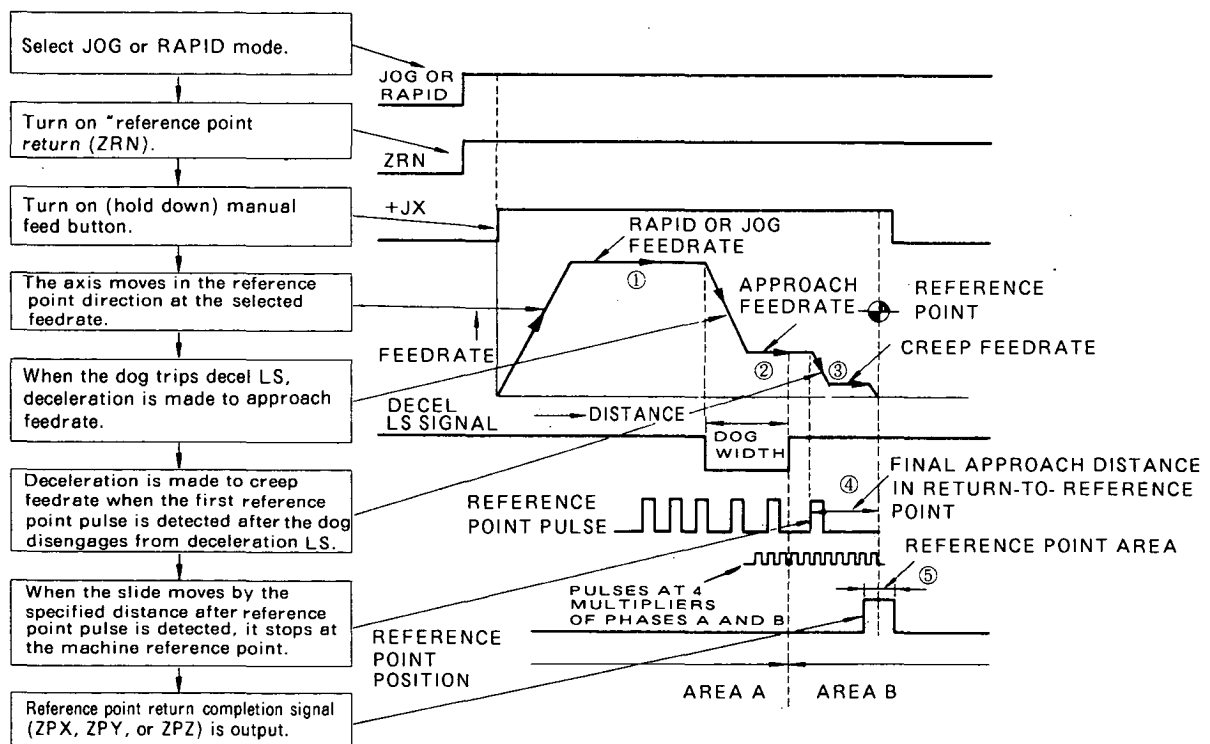 Select JOG or RAPID mode.
Turn on "reference point
return (ZRN).
Turn on (hold down) manual
feed button.
The axis moves in the reference
point direction at the selected
feedrate.
When the dog trips decel LS,
deceleration is made to approach
feedrate.
Deceleration is made to creep
feedrate when the first reference
point pulse is detected after the dog
disengages from deceleration LS.
When the slide moves by the
specified distance after reference
point pulse is detected, it stops at
the machine reference point.
Reference point return completion signal
(ZPX, ZPY, or ZPZ) is output.
JOG OR
RAPID
ZRN
+JX
RAPID OR JOG
FEEDRATE
①
APPROACH
FEEDRATE
REFERENCE
POINT
FEEDRATE
②
③
CREEP FEEDRATE
DECEL
LS SIGNAL
DISTANCE
DOG
WIDTH
④
FINAL APPROACH DISTANCE
IN RETURN-TO- REFERENCE
POINT
REFERENCE
POINT PULSE
REFERENCE POINT AREA
⑤
PULSES AT 4
MULTIPLIERS
OF PHASES A AND B
REFERENCE
POINT
POSITION
AREA A
AREA B